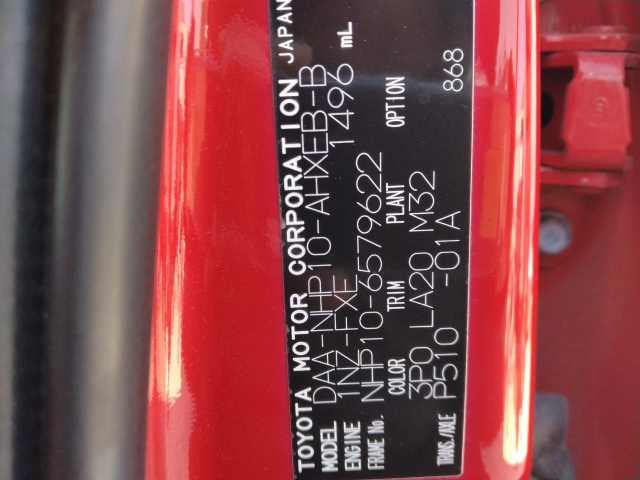 TOYOTA MOTOR CORPORATION JAPAN
MODEL DAA-NHP10-AHXEB-B
ENGINE 1NZ-FXE 1496 mL
FRAME No. NHP10-6579622
COLOR TRIM PLANT OPTION
3P0 LA20 M32 868
TRANS./AXLE P510 -01A